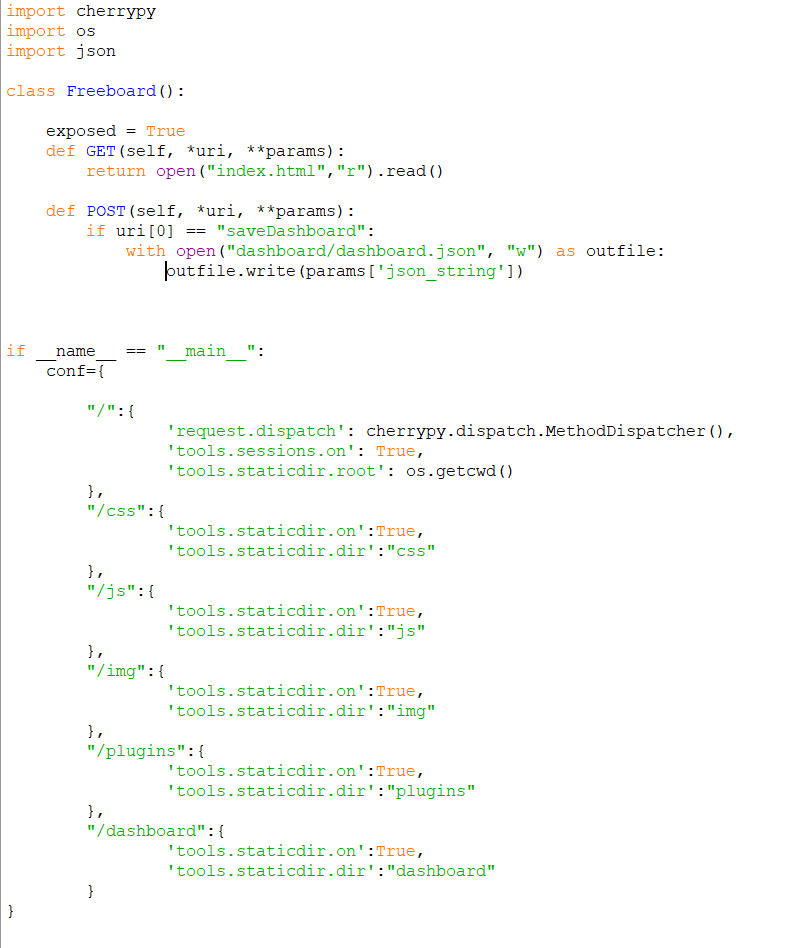 import cherrypy
import os
import json
class Freeboard():
    exposed = True
    def GET(self, *uri, **params):
        return open("index.html","r").read()
    def POST(self, *uri, **params):
        if uri[0] == "saveDashboard":
            with open("dashboard/dashboard.json", "w") as outfile:
                outfile.write(params['json_string'])
if __name__ == "__main__":
    conf={
        "/":{
                'request.dispatch': cherrypy.dispatch.MethodDispatcher(),
                'tools.sessions.on': True,
                'tools.staticdir.root': os.getcwd()
        },
        "/css":{
                'tools.staticdir.on':True,
                'tools.staticdir.dir':"css"
        },
        "/js":{
                'tools.staticdir.on':True,
                'tools.staticdir.dir':"js"
        },
        "/img":{
                'tools.staticdir.on':True,
                'tools.staticdir.dir':"img"
        },
        "/plugins":{
                'tools.staticdir.on':True,
                'tools.staticdir.dir':"plugins"
        },
        "/dashboard":{
                'tools.staticdir.on':True,
                'tools.staticdir.dir':"dashboard"
        }
}